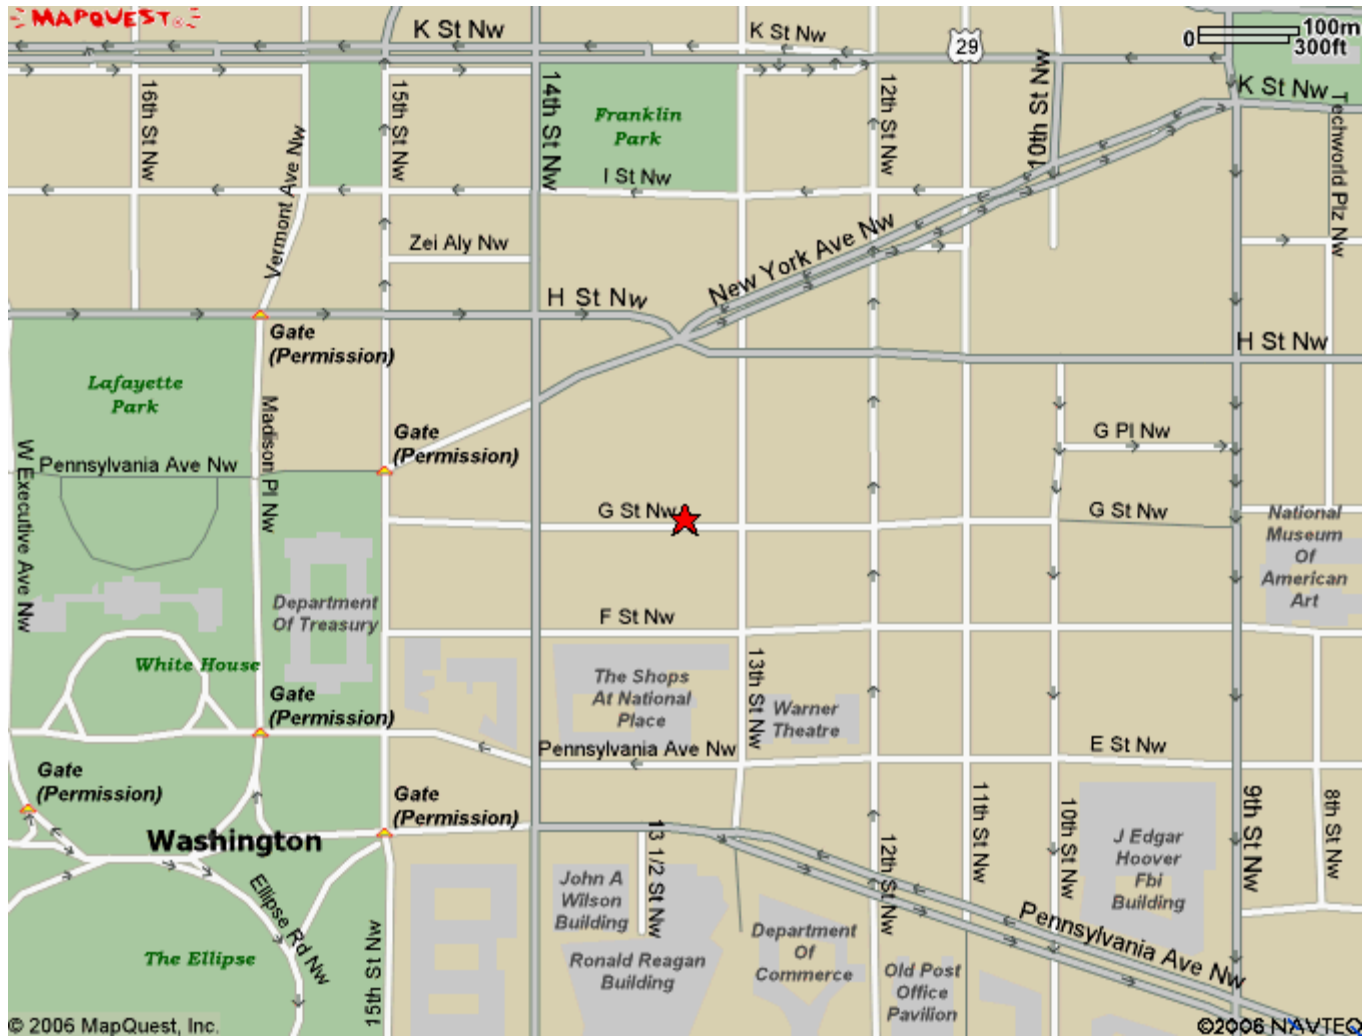 MAPQUEST
K St Nw
K St Nw
29
0
100m
300ft
K St Nw
16th St Nw
Vermont Ave Nw
15th St Nw
14th St Nw
Franklin
Park
12th St Nw
10th St Nw
Techworld Plz Nw
I St Nw
Zei Aly Nw
New York Ave Nw
H St Nw
Gate
(Permission)
H St Nw
Lafayette
Park
Madison Pl Nw
Gate
(Permission)
G Pl Nw
W Executive Ave Nw
Pennsylvania Ave Nw
G St Nw
G St Nw
National
Museum
Of
American
Art
Department
Of Treasury
F St Nw
White House
The Shops
At National
Place
13th St Nw
Warner
Theatre
Gate
(Permission)
Pennsylvania Ave Nw
E St Nw
Gate
(Permission)
Gate
(Permission)
11th St Nw
10th St Nw
9th St Nw
8th St Nw
Washington
13 1/2 St Nw
12th St Nw
J Edgar
Hoover
Fbi
Building
John A
Wilson
Building
Ellipse Rd Nw
Pennsylvania Ave Nw
The Ellipse
15th St Nw
Ronald Reagan
Building
Department
Of
Commerce
Old Post
Office
Pavilion
© 2006 MapQuest, Inc.
©2006 NAVTEQ